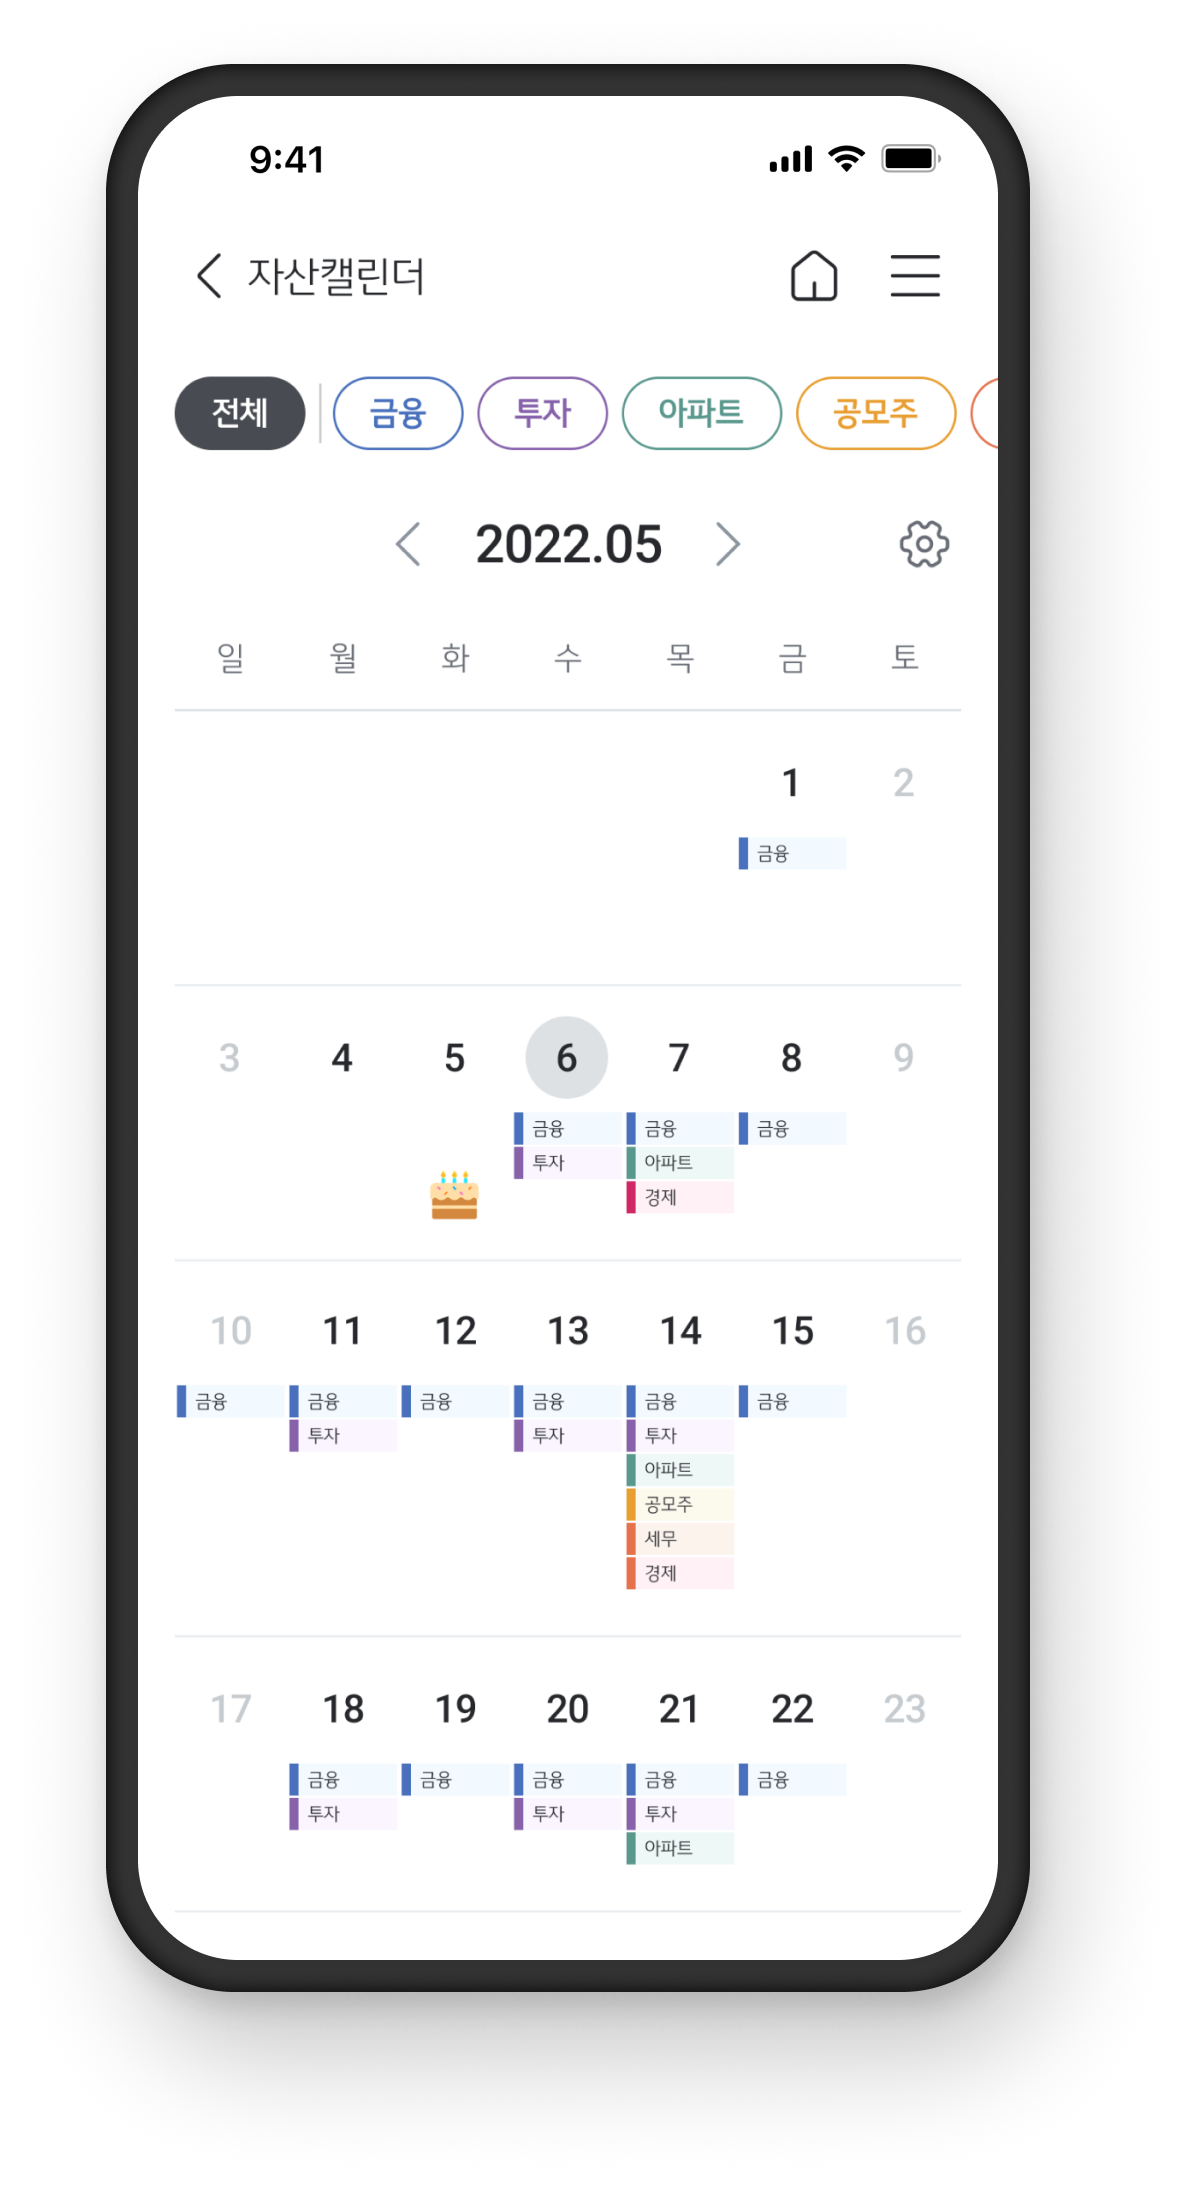 9:41
자산캘린더
전체 금융 투자 아파트 공모주
2022.05
일 월 화 수 목 금 토
1 2
금융
3 4 5 6 7 8 9
금융 금융 금융
투자 아파트
경제
10 11 12 13 14 15 16
금융 금융 금융 금융 금융 금융
투자 투자 투자
아파트
공모주
세무
경제
17 18 19 20 21 22 23
금융 금융 금융 금융 금융
투자 투자 투자
아파트